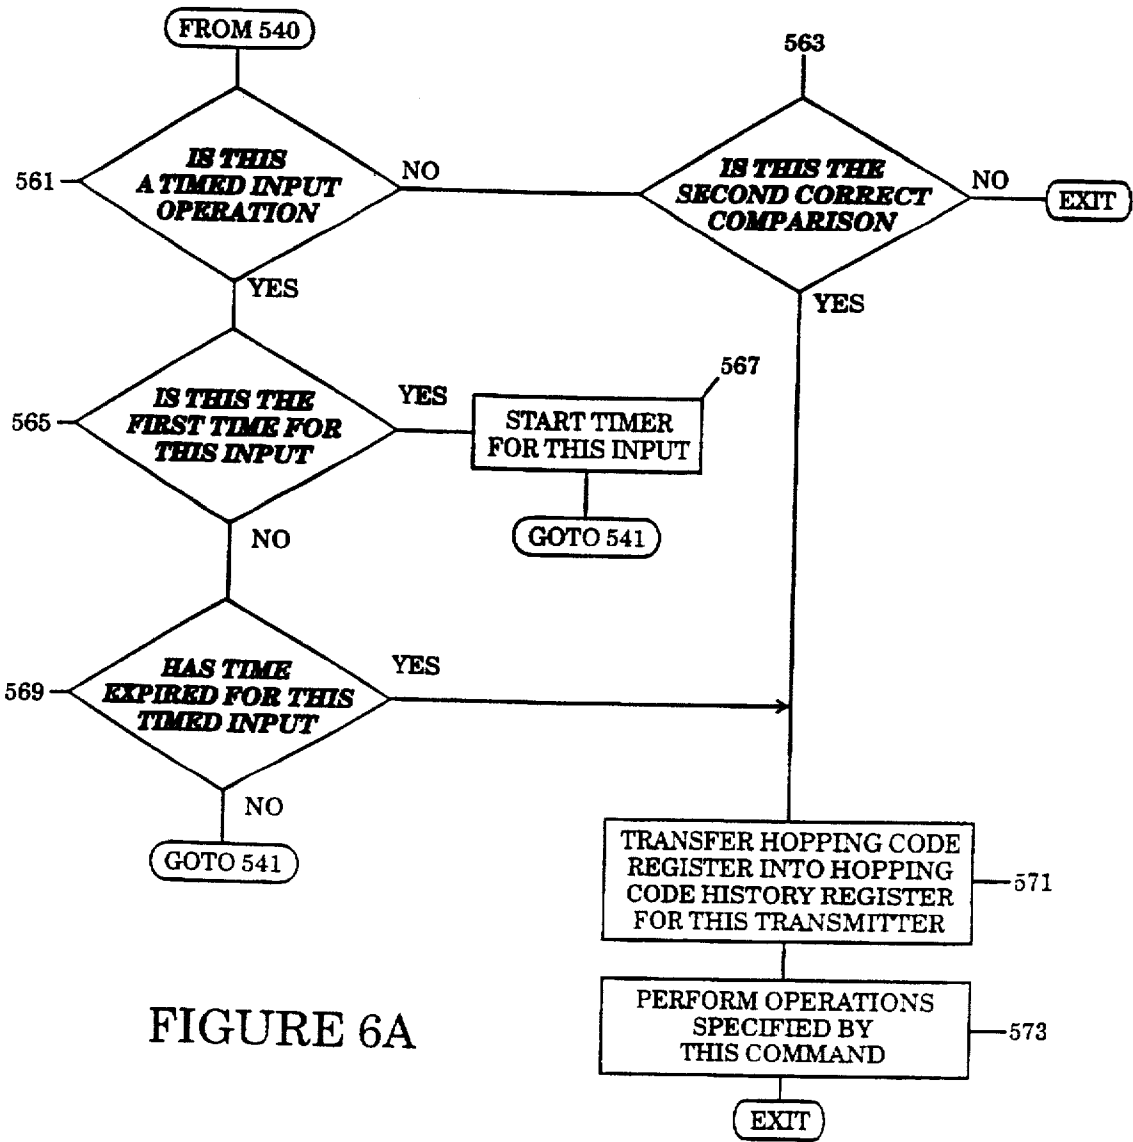 FROM 540
563
IS THIS
A TIMED INPUT
OPERATION
561
NO
IS THIS THE
SECOND CORRECT
COMPARISON
NO
EXIT
YES
YES
IS THIS THE
FIRST TIME FOR
THIS INPUT
565
YES
567
START TIMER
FOR THIS INPUT
GOTO 541
NO
HAS TIME
EXPIRED FOR THIS
TIMED INPUT
569
YES
NO
GOTO 541
TRANSFER HOPPING CODE
REGISTER INTO HOPPING
CODE HISTORY REGISTER
FOR THIS TRANSMITTER
571
PERFORM OPERATIONS
SPECIFIED BY
THIS COMMAND
573
EXIT
FIGURE 6A